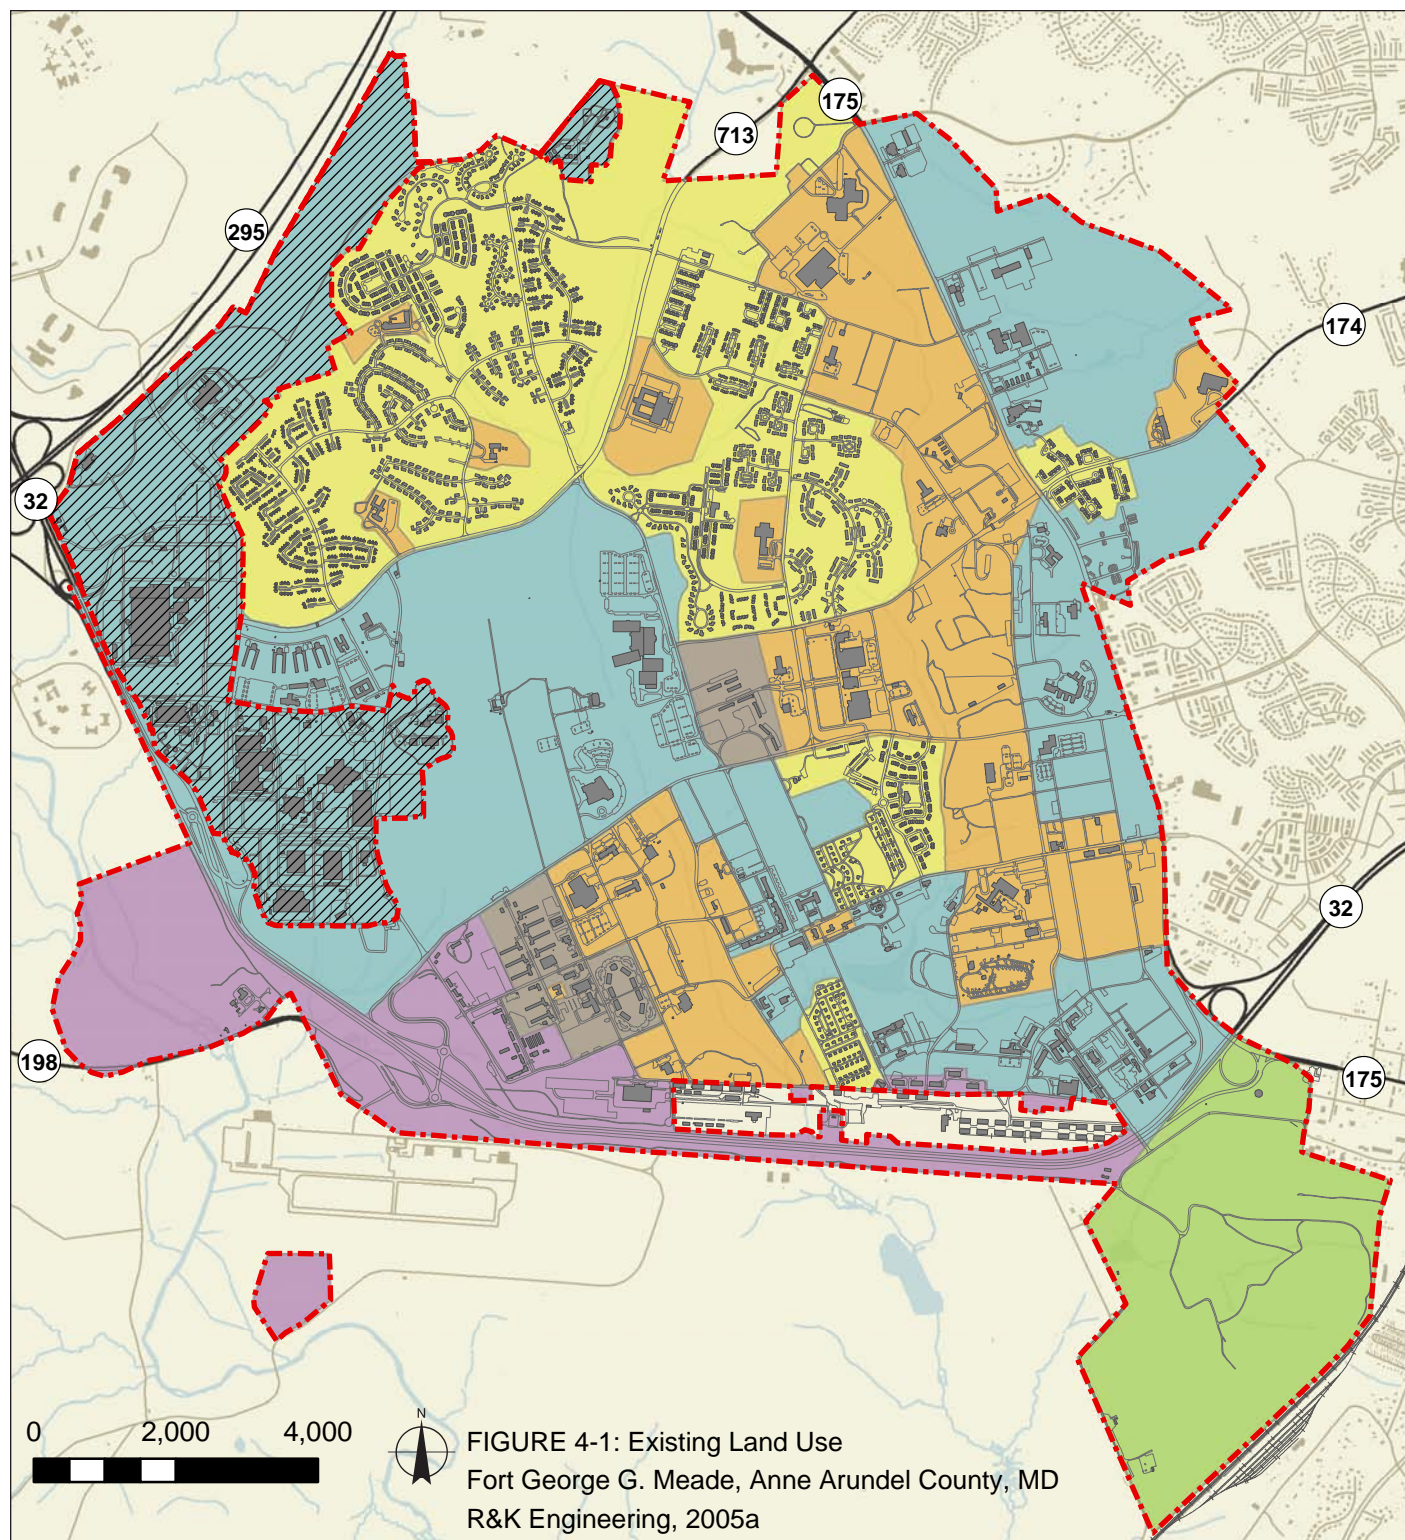 175
713
295
174
32
32
198
175
0 2,000 4,000
N
FIGURE 4-1: Existing Land Use
Fort George G. Meade, Anne Arundel County, MD
R&K Engineering, 2005a